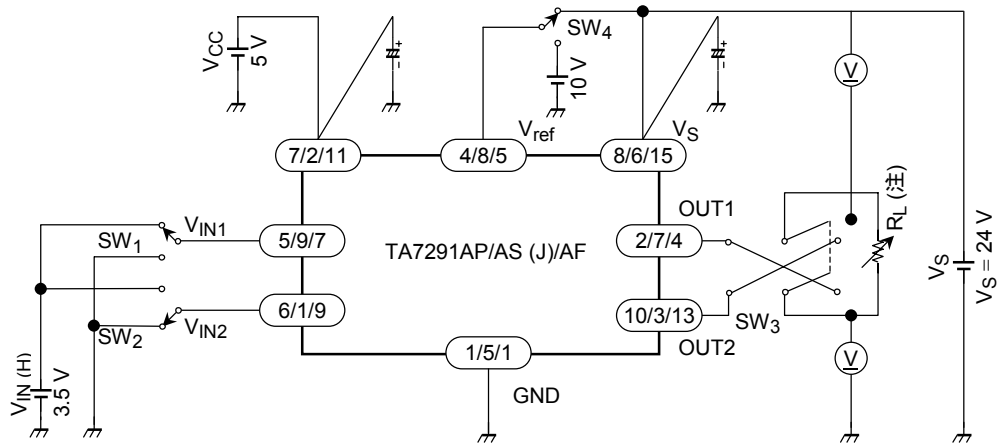 VCC
5 V
SW4
10 V
Vref
VS
V
7/2/11
4/8/5
8/6/15
OUT1
SW1
VIN1
5/9/7
TA7291AP/AS (J)/AF
2/7/4
RL (注)
VS
VS = 24 V
SW2
VIN2
6/1/9
10/3/13
SW3
OUT2
VIN (H)
3.5 V
1/5/1
GND
V